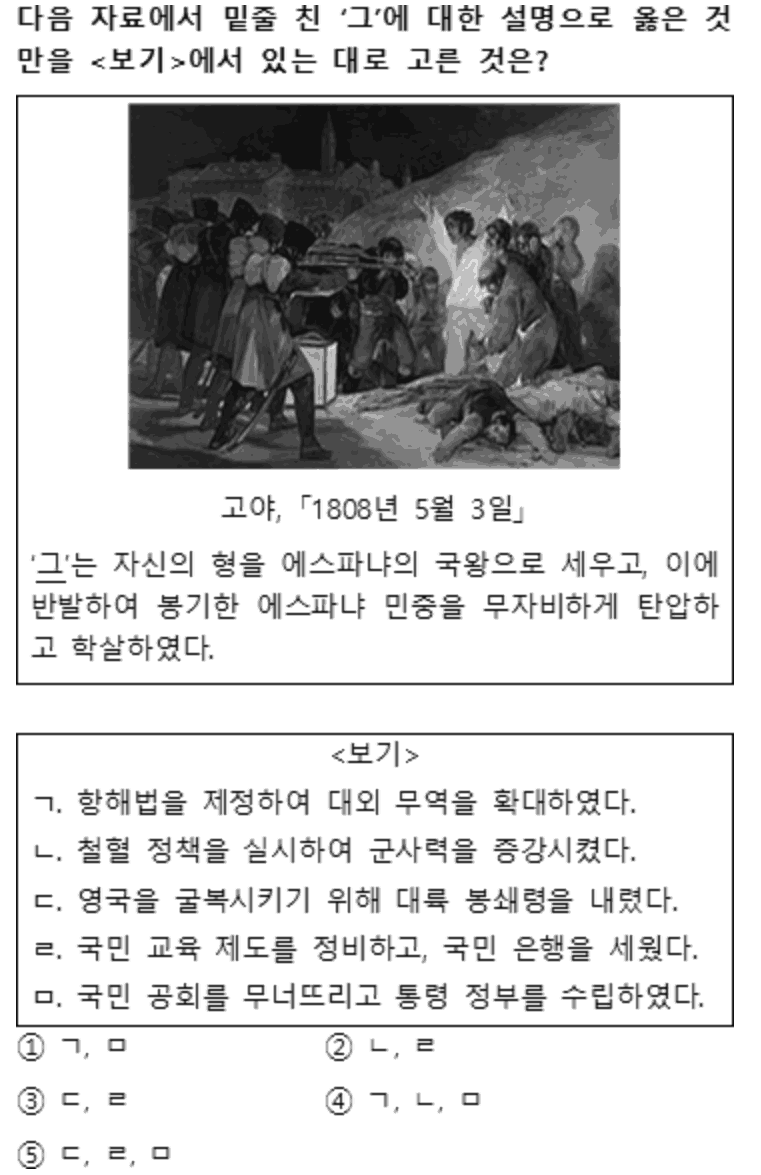 다음 자료에서 밑줄 친 ‘그’에 대한 설명으로 옳은 것
만을 <보기>에서 있는 대로 고른 것은?
고야, 「1808년 5월 3일」
‘그’는 자신의 형을 에스파냐의 국왕으로 세우고, 이에
반발하여 봉기한 에스파냐 민중을 무자비하게 탄압하
고 학살하였다.
<보기>
ㄱ. 항해법을 제정하여 대외 무역을 확대하였다.
ㄴ. 철혈 정책을 실시하여 군사력을 증강시켰다.
ㄷ. 영국을 굴복시키기 위해 대륙 봉쇄령을 내렸다.
ㄹ. 국민 교육 제도를 정비하고, 국민 은행을 세웠다.
ㅁ. 국민 공회를 무너뜨리고 통령 정부를 수립하였다.
① ㄱ, ㅁ ② ㄴ, ㄹ
③ ㄷ, ㄹ ④ ㄱ, ㄴ, ㅁ
⑤ ㄷ, ㄹ, ㅁ